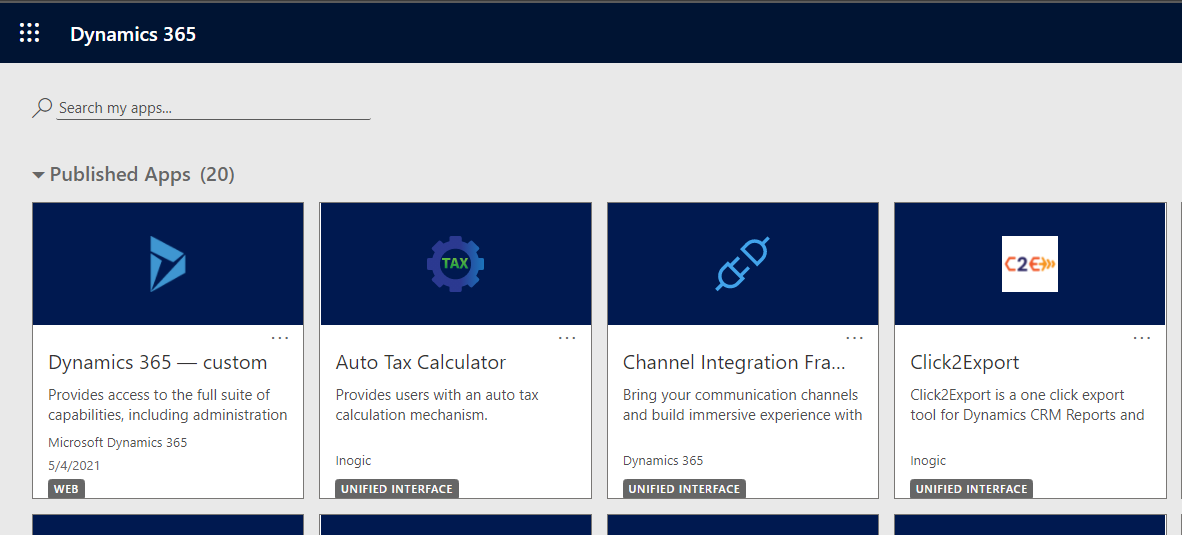 Dynamics 365
Search my apps...
Published Apps (20)
TAX
C2E
Dynamics 365 — custom
Provides access to the full suite of
capabilities, including administration
Microsoft Dynamics 365
5/4/2021
WEB
Auto Tax Calculator
Provides users with an auto tax
calculation mechanism.
Inogic
UNIFIED INTERFACE
Channel Integration Fra...
Bring your communication channels
and build immersive experience with
Dynamics 365
UNIFIED INTERFACE
Click2Export
Click2Export is a one click export
tool for Dynamics CRM Reports and
Inogic
UNIFIED INTERFACE